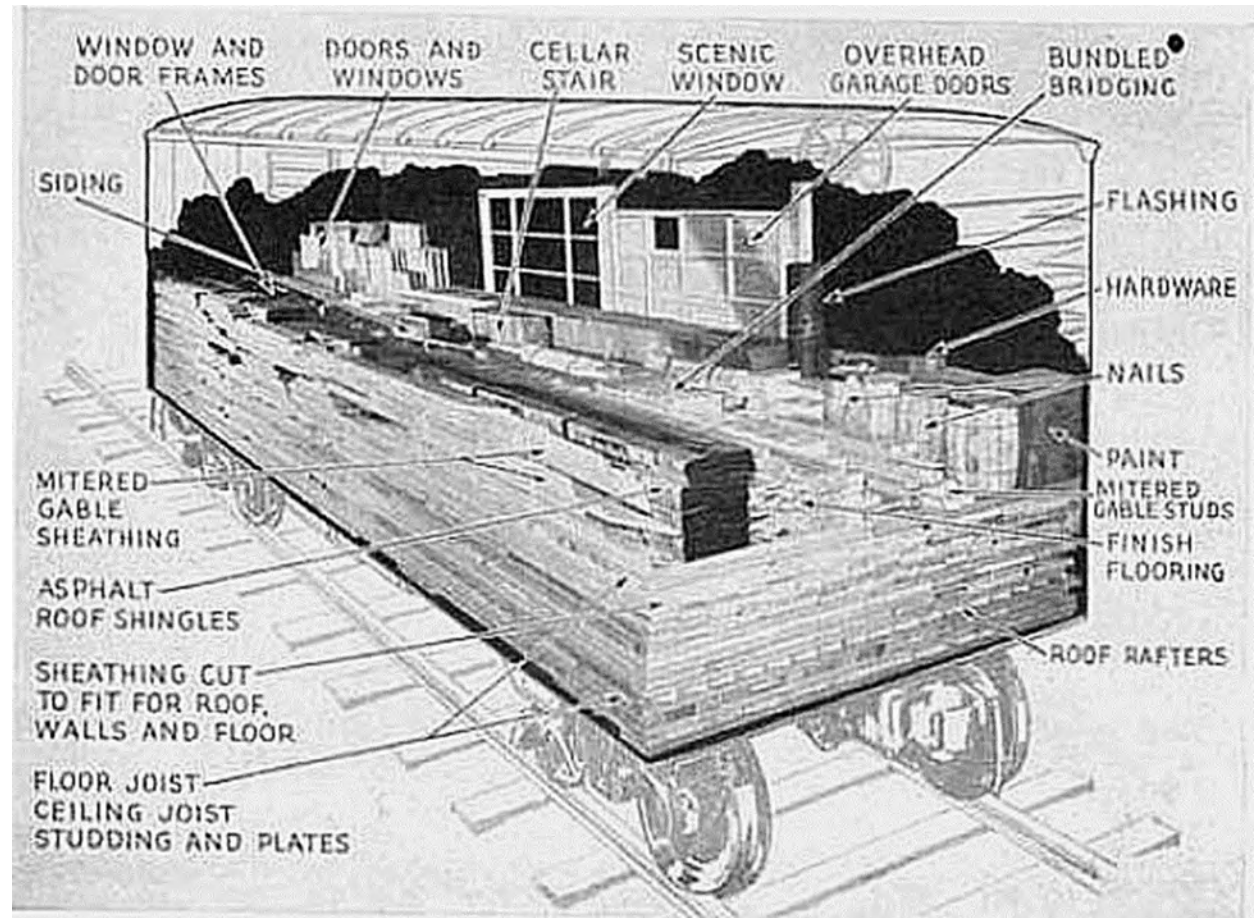 WINDOW AND
DOOR FRAMES
DOORS AND
WINDOWS
CELLAR
STAIR
SCENIC
WINDOW
OVERHEAD
GARAGE DOORS
BUNDLED
BRIDGING
SIDING
FLASHING
HARDWARE
NAILS
PAINT
MITERED
GABLE STUDS
FINISH
FLOORING
ROOF RAFTERS
MITERED
GABLE
SHEATHING
ASPHALT
ROOF SHINGLES
SHEATHING CUT
TO FIT FOR ROOF,
WALLS AND FLOOR
FLOOR JOIST
CEILING JOIST
STUDDING AND PLATES